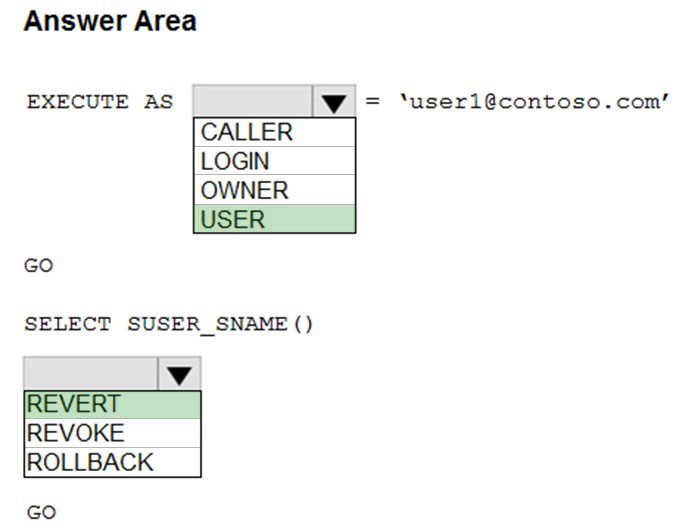 Answer Area
EXECUTE AS ▼ = ‘user1@contoso.com’
CALLER
LOGIN
OWNER
USER
GO
SELECT SUSER_SNAME()
▼
REVERT
REVOKE
ROLLBACK
GO